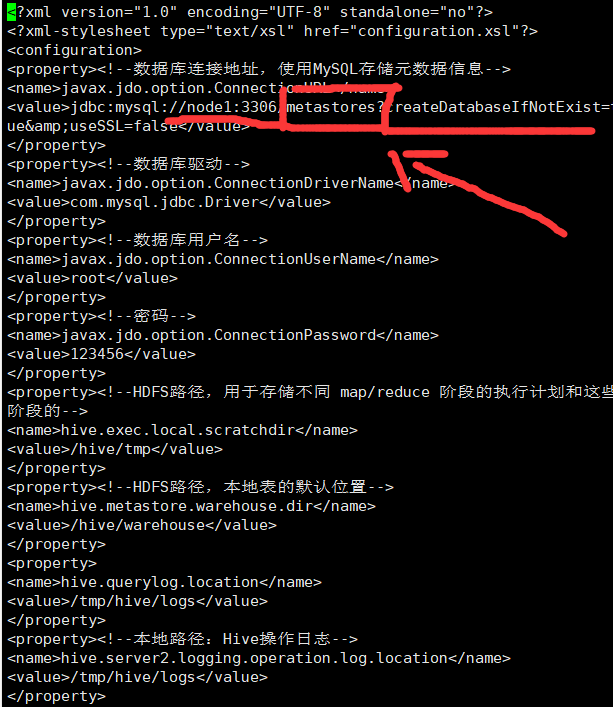 <?xml version="1.0" encoding="UTF-8" standalone="no"?>
<?xml-stylesheet type="text/xsl" href="configuration.xsl"?>
<configuration>
<property><!--数据库连接地址，使用MySQL存储元数据信息-->
<name>javax.jdo.option.ConnectionURL</name>
<value>jdbc:mysql://node1:3306/metastores?createDatabaseIfNotExist=
ue&amp;useSSL=false</value>
</property>
<property><!--数据库驱动-->
<name>javax.jdo.option.ConnectionDriverName</name>
<value>com.mysql.jdbc.Driver</value>
</property>
<property><!--数据库用户名-->
<name>javax.jdo.option.ConnectionUserName</name>
<value>root</value>
</property>
<property><!--密码-->
<name>javax.jdo.option.ConnectionPassword</name>
<value>123456</value>
</property>
<property><!--HDFS路径，用于存储不同 map/reduce 阶段的执行计划和这些
阶段的-->
<name>hive.exec.local.scratchdir</name>
<value>/hive/tmp</value>
</property>
<property><!--HDFS路径，本地表的默认位置-->
<name>hive.metastore.warehouse.dir</name>
<value>/hive/warehouse</value>
</property>
<property>
<name>hive.querylog.location</name>
<value>/tmp/hive/logs</value>
</property>
<property><!--本地路径：Hive操作日志-->
<name>hive.server2.logging.operation.log.location</name>
<value>/tmp/hive/logs</value>
</property>